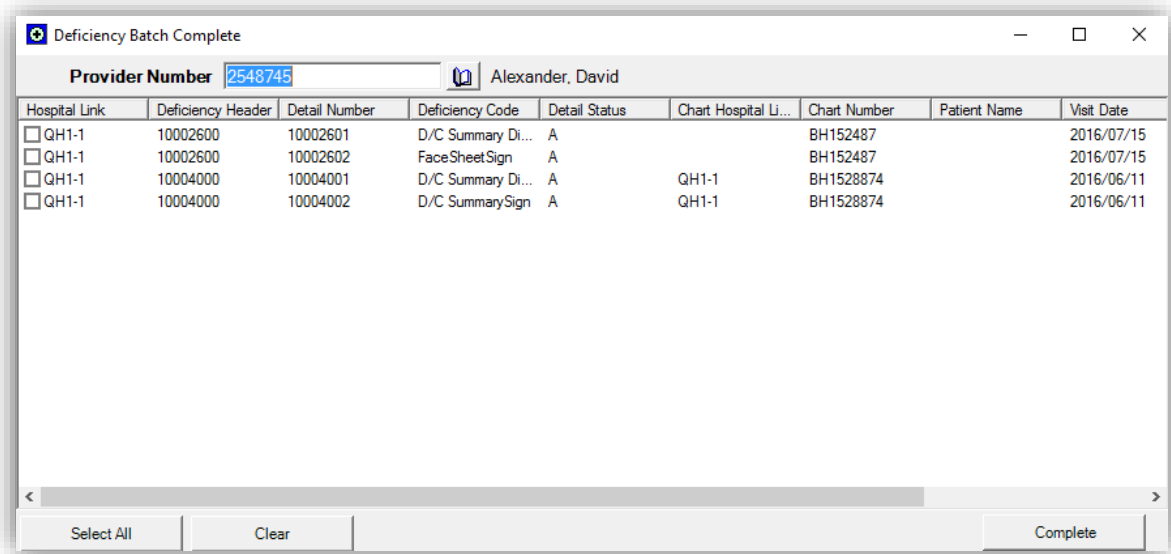 Deficiency Batch Complete
Provider Number 2548745 Alexander, David
Hospital Link Deficiency Header Detail Number Deficiency Code Detail Status Chart Hospital Li... Chart Number Patient Name Visit Date
QH1-1 10002600 10002601 D/C Summary Di... A BH152487 2016/07/15
QH1-1 10002600 10002602 FaceSheetSign A BH152487 2016/07/15
QH1-1 10004000 10004001 D/C Summary Di... A QH1-1 BH1528874 2016/06/11
QH1-1 10004000 10004002 D/C SummarySign A QH1-1 BH1528874 2016/06/11
Select All Clear Complete